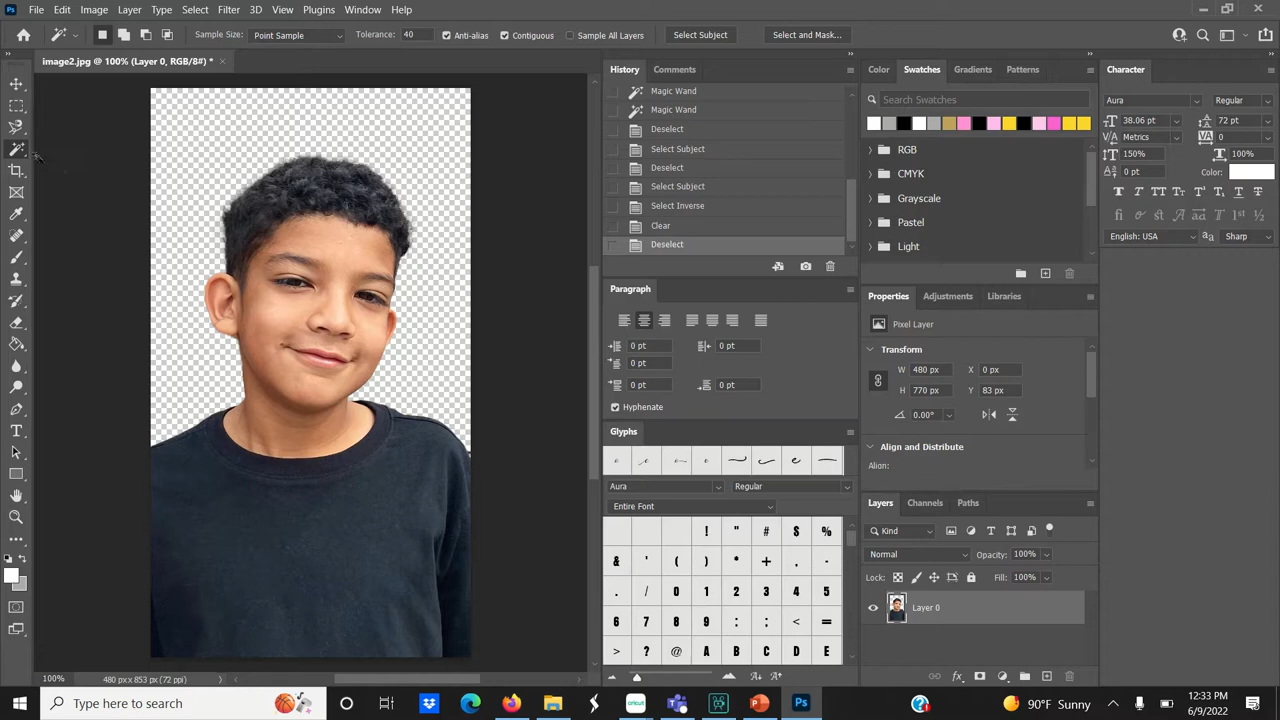 Ps File Edit Image Layer Type Select Filter 3D View Plugins Window Help
Sample Size: Point Sample Tolerance: 40 Anti-alias Contiguous Sample All Layers Select Subject Select and Mask...
image2.jpg @ 100% (Layer 0, RGB/8#) *
History Comments
Magic Wand
Magic Wand
Deselect
Select Subject
Deselect
Select Subject
Select Inverse
Clear
Deselect
Paragraph
0 pt 0 pt
0 pt
0 pt 0 pt
Hyphenate
Glyphs
Aura Regular
Entire Font
! " # $ %
& ' ( ) * + , -
. / 0 1 2 3 4 5
6 7 8 9 : ; < =
> ? @ A B C D E
Color Swatches Gradients Patterns
Search Swatches
RGB
CMYK
Grayscale
Pastel
Light
Properties Adjustments Libraries
Pixel Layer
Transform
W 480 px X 0 px
H 770 px Y 83 px
0.00°
Align and Distribute
Align:
Layers Channels Paths
Kind
Normal Opacity: 100%
Lock: Fill: 100%
Layer 0
Character
Aura Regular
38.06 pt 72 pt
Metrics 0
150% 100%
0 pt Color:
English: USA Sharp
100% 480 px x 853 px (72 ppi)
Type here to search
cricut
Ps
90°F Sunny
12:33 PM
6/9/2022